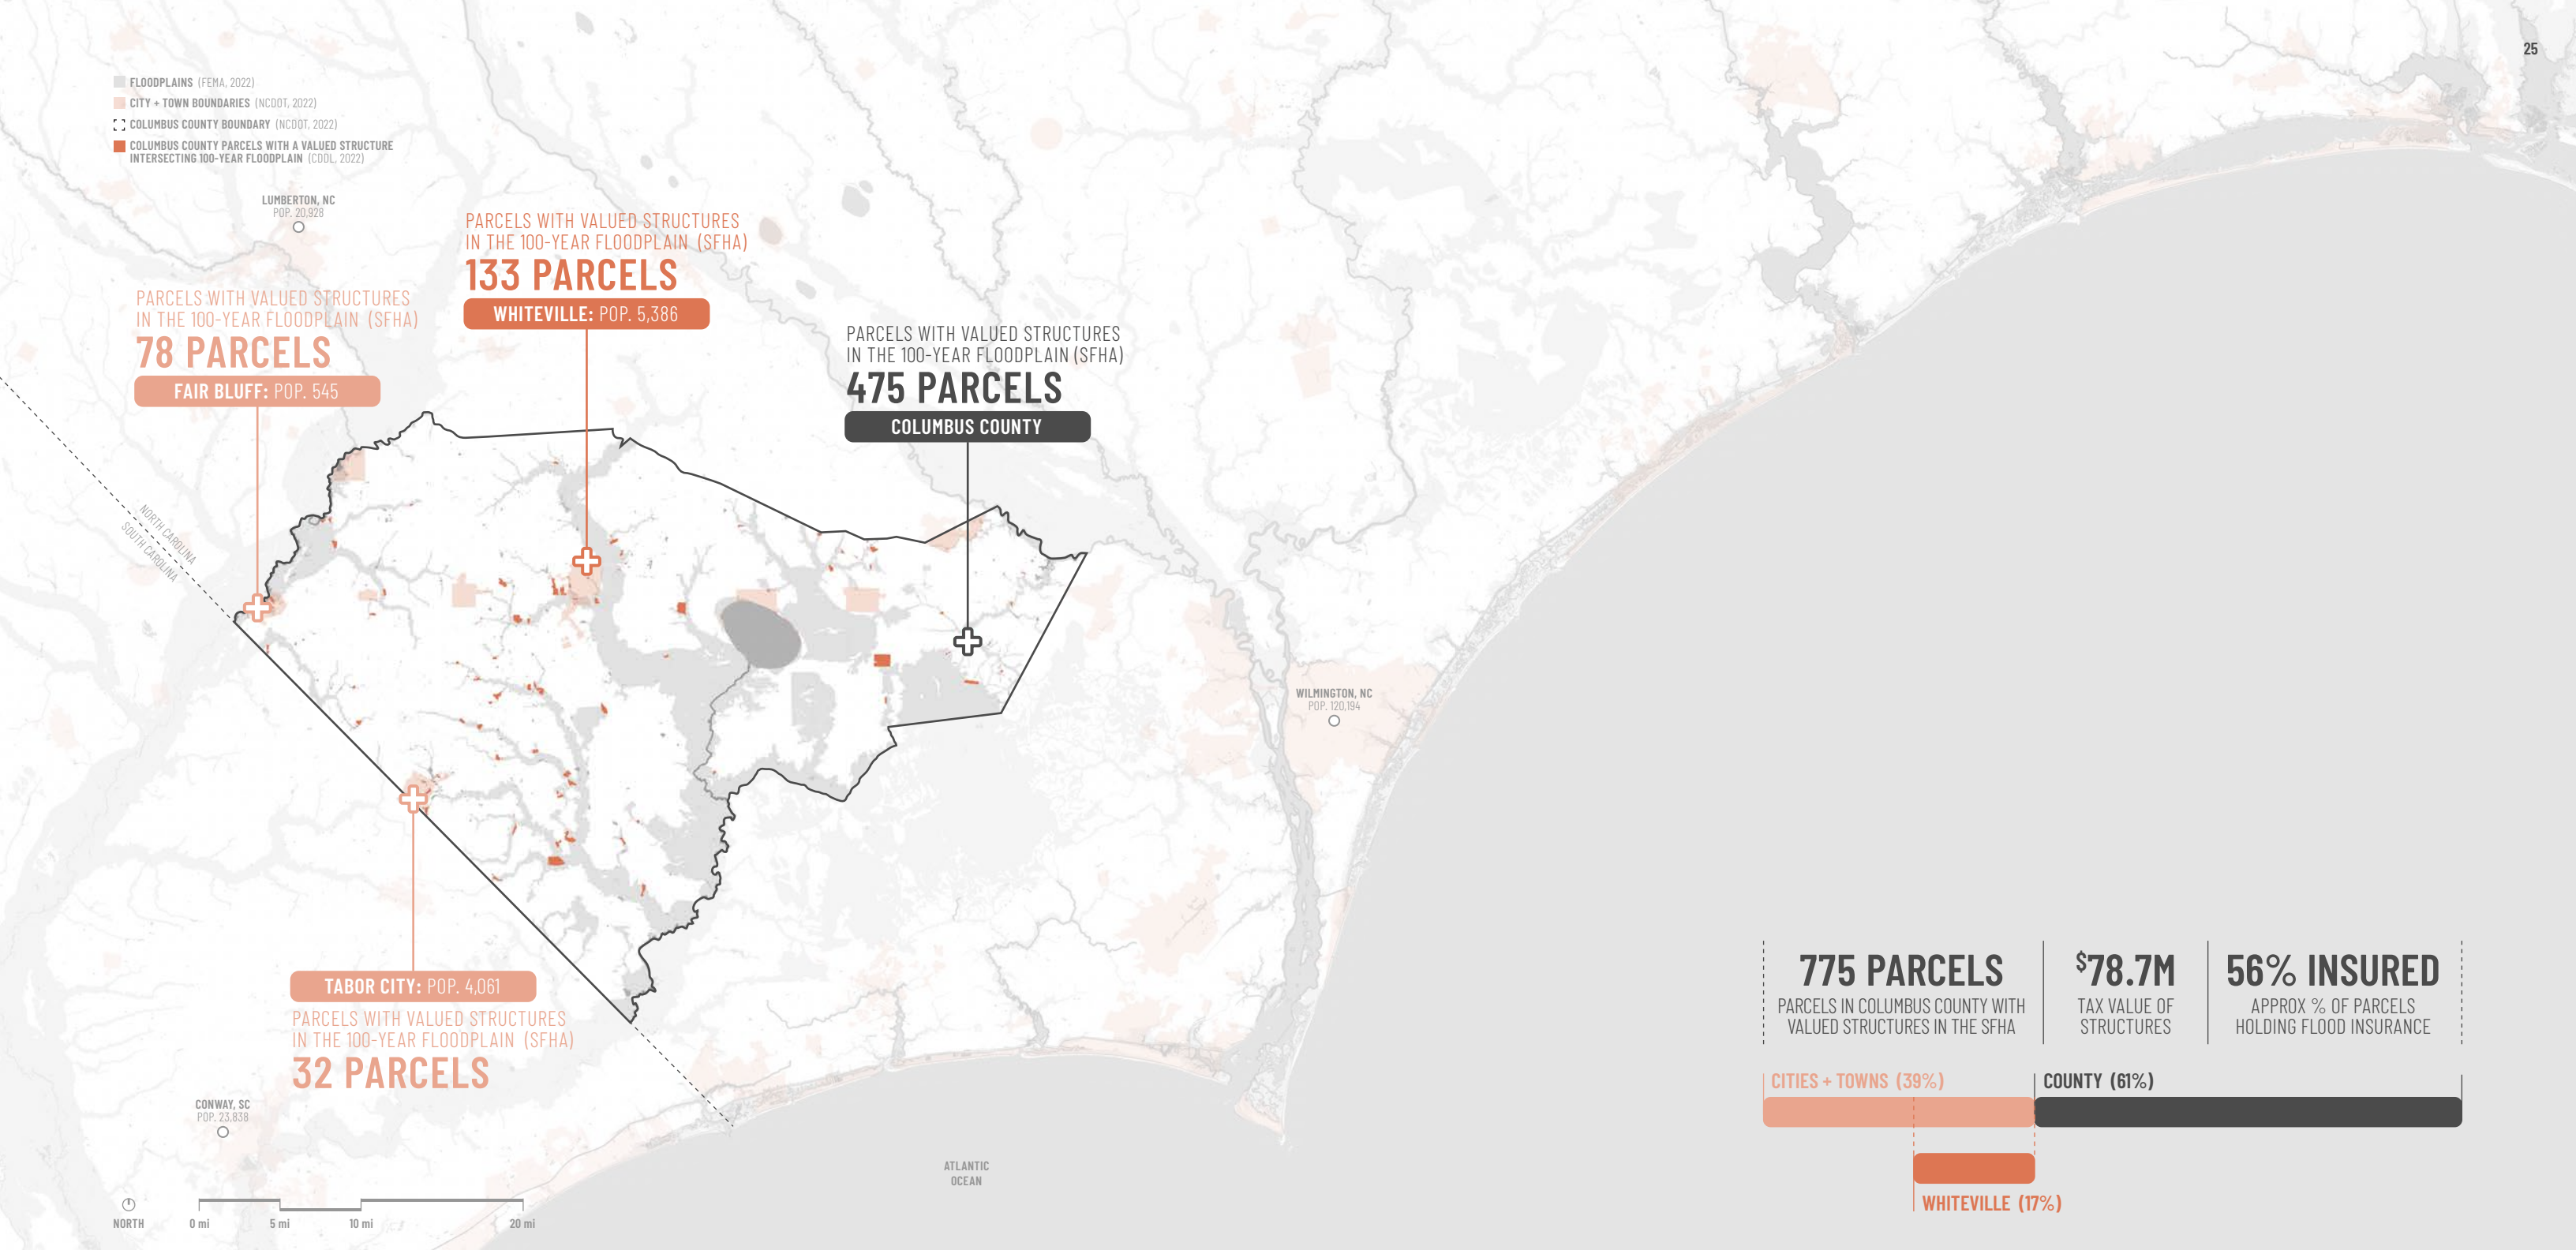 25
FLOODPLAINS (FEMA, 2022)
CITY + TOWN BOUNDARIES (NCDOT, 2022)
COLUMBUS COUNTY BOUNDARY (NCDOT, 2022)
COLUMBUS COUNTY PARCELS WITH A VALUED STRUCTURE
INTERSECTING 100-YEAR FLOODPLAIN (CDDL, 2022)
LUMBERTON, NC
POP. 20,928
PARCELS WITH VALUED STRUCTURES
IN THE 100-YEAR FLOODPLAIN (SFHA)
133 PARCELS
WHITEVILLE: POP. 5,386
PARCELS WITH VALUED STRUCTURES
IN THE 100-YEAR FLOODPLAIN (SFHA)
78 PARCELS
FAIR BLUFF: POP. 545
PARCELS WITH VALUED STRUCTURES
IN THE 100-YEAR FLOODPLAIN (SFHA)
475 PARCELS
COLUMBUS COUNTY
NORTH CAROLINA
SOUTH CAROLINA
WILMINGTON, NC
POP. 120,194
TABOR CITY: POP. 4,061
PARCELS WITH VALUED STRUCTURES
IN THE 100-YEAR FLOODPLAIN (SFHA)
32 PARCELS
CONWAY, SC
POP. 23,838
ATLANTIC
OCEAN
NORTH
0 mi
5 mi
10 mi
20 mi
775 PARCELS
PARCELS IN COLUMBUS COUNTY WITH
VALUED STRUCTURES IN THE SFHA
$78.7M
TAX VALUE OF
STRUCTURES
56% INSURED
APPROX % OF PARCELS
HOLDING FLOOD INSURANCE
CITIES + TOWNS (39%)
COUNTY (61%)
WHITEVILLE (17%)